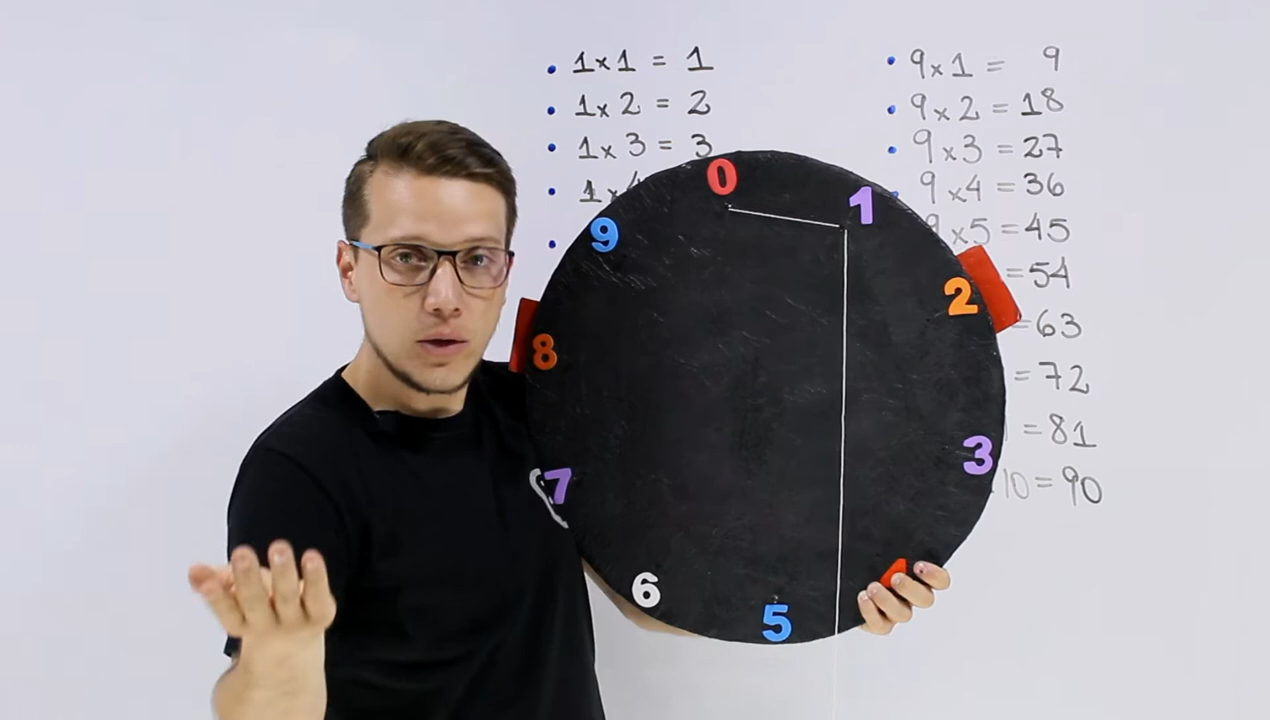 1x1 = 1
1x2 = 2
1x3 = 3
1x
9x1 = 9
9x2 = 18
9x3 = 27
9x4 = 36
9x5 = 45
= 54
= 63
= 72
= 81
10 = 90
0
1
2
3
5
6
7
8
9